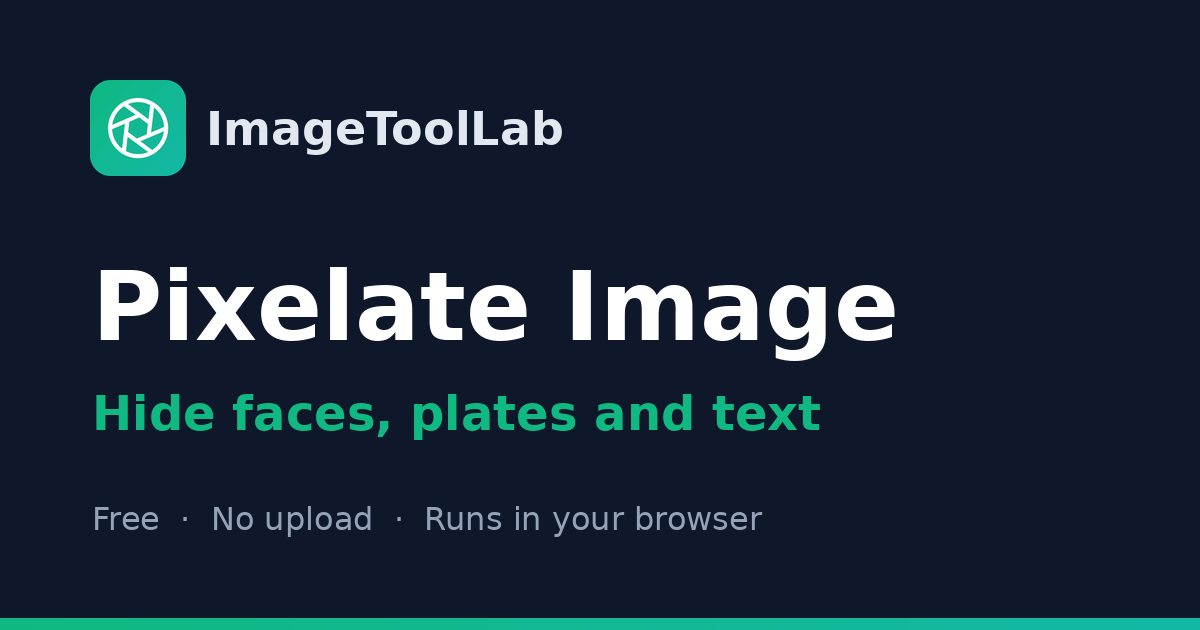 ImageToolLab
Pixelate Image
Hide faces, plates and text
Free · No upload · Runs in your browser